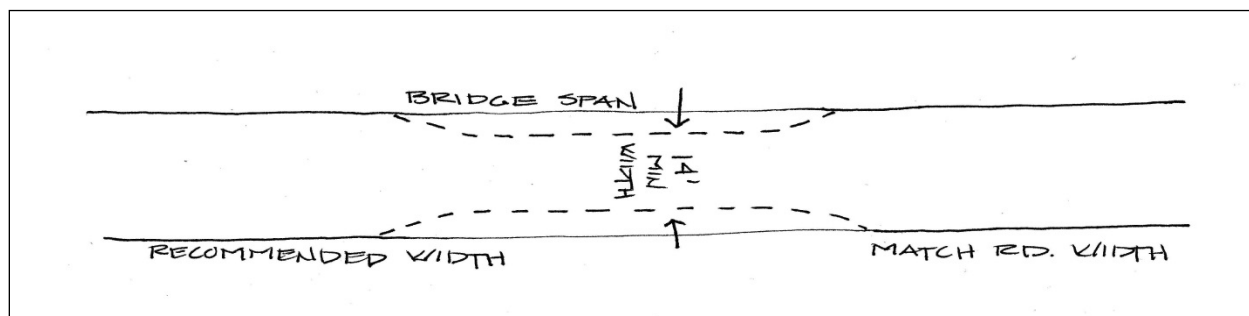 BRIDGE SPAN
14'
MIN
WIDTH
RECOMMENDED WIDTH
MATCH RD. WIDTH